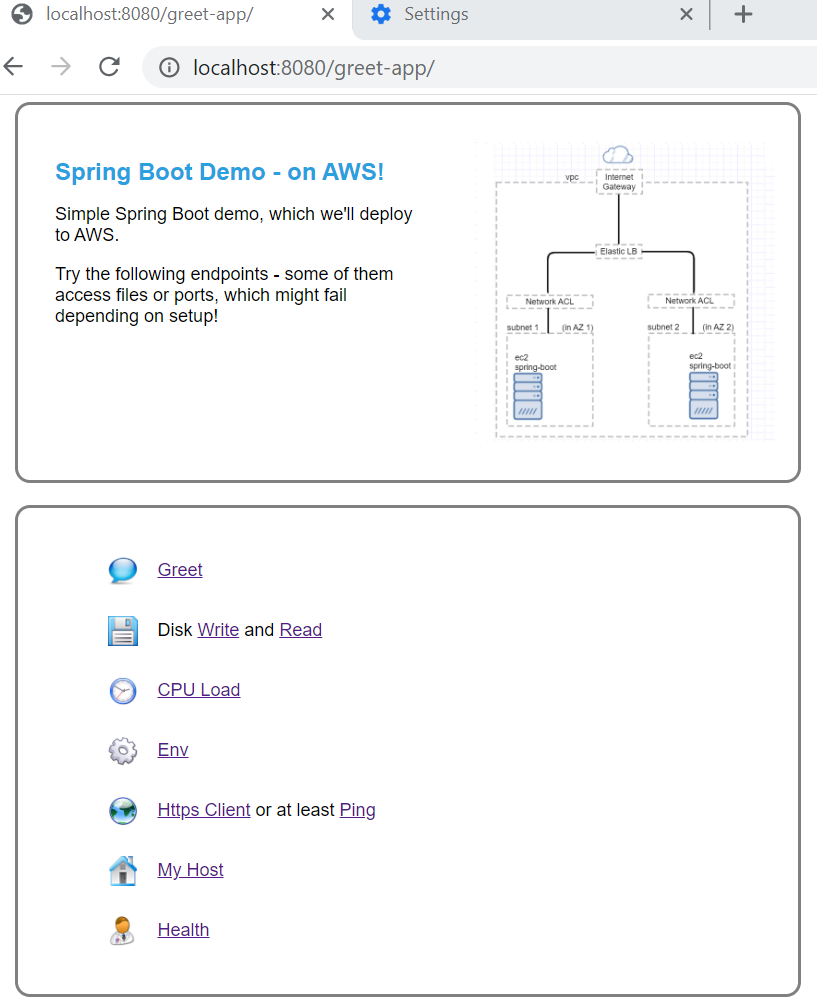 localhost:8080/greet-app/
Settings
localhost:8080/greet-app/
Spring Boot Demo - on AWS!
Simple Spring Boot demo, which we'll deploy
to AWS.
Try the following endpoints - some of them
access files or ports, which might fail
depending on setup!
vpc
Internet
Gateway
Elastic LB
Network ACL
Network ACL
subnet 1 (in AZ 1)
subnet 2 (in AZ 2)
ec2
spring-boot
ec2
spring-boot
Greet
Disk Write and Read
CPU Load
Env
Https Client or at least Ping
My Host
Health